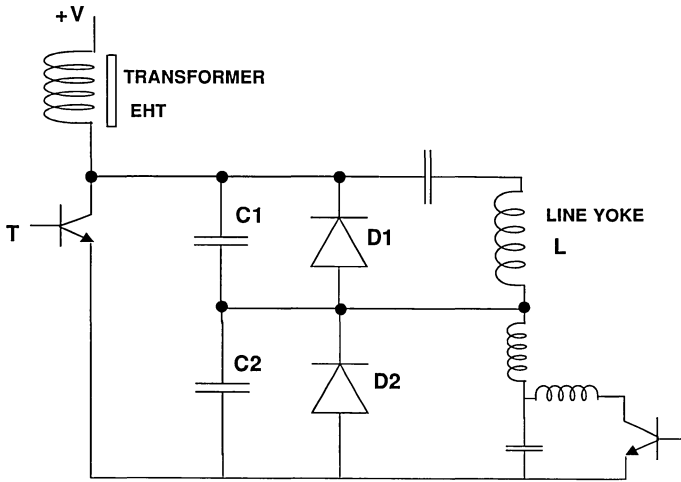 +V
TRANSFORMER
EHT
T
C1
D1
LINE YOKE
L
C2
D2